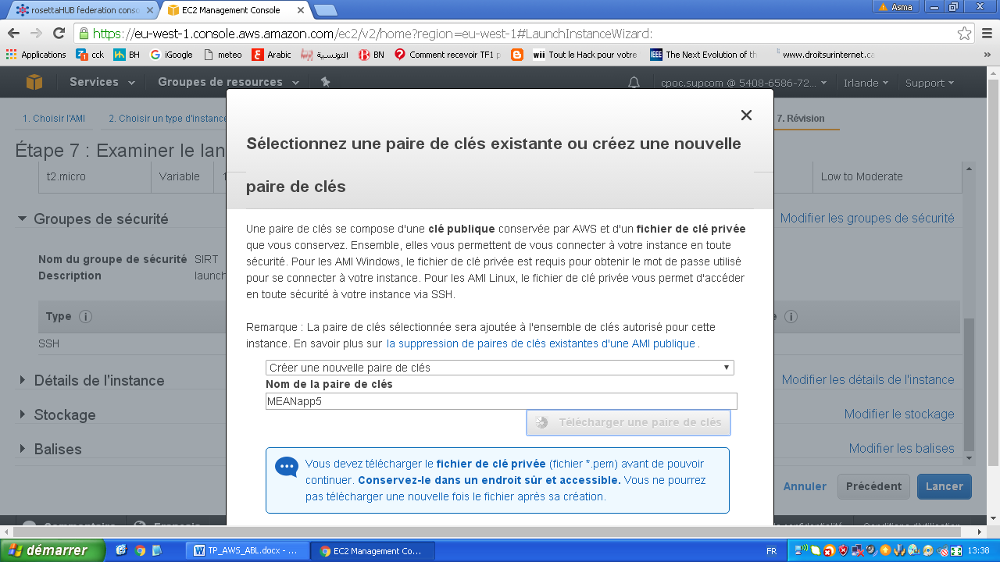 rosettaHUB federation conso
EC2 Management Console
Asma
https://eu-west-1.console.aws.amazon.com/ec2/v2/home?region=eu-west-1#LaunchInstanceWizard:
Applications
cck
BH
iGoogle
meteo
Arabic
التونسية
BN
Comment recevoir TF1 p
Tout le Hack pour votre
The Next Evolution of th
www.droitsurinternet.ca
Services
Groupes de ressources
cpoc.supcom @ 5408-6586-72...
Irlande
Support
1. Choisir l'AMI
2. Choisir un type d'instance
7. Révision
Étape 7 : Examiner le lan
t2.micro
Variable
1
Low to Moderate
Groupes de sécurité
Modifier les groupes de sécurité
Nom du groupe de sécurité SIRT
Description launch
Type
SSH
Détails de l'instance
Modifier les détails de l'instance
Stockage
Modifier le stockage
Balises
Modifier les balises
Sélectionnez une paire de clés existante ou créez une nouvelle
paire de clés
Une paire de clés se compose d'une clé publique conservée par AWS et d'un fichier de clé privée
que vous conservez. Ensemble, elles vous permettent de vous connecter à votre instance en toute
sécurité. Pour les AMI Windows, le fichier de clé privée est requis pour obtenir le mot de passe utilisé
pour se connecter à votre instance. Pour les AMI Linux, le fichier de clé privée vous permet d'accéder
en toute sécurité à votre instance via SSH.
Remarque : La paire de clés sélectionnée sera ajoutée à l'ensemble de clés autorisé pour cette
instance. En savoir plus sur la suppression de paires de clés existantes d'une AMI publique .
Créer une nouvelle paire de clés
Nom de la paire de clés
MEANapp5
Télécharger une paire de clés
Vous devez télécharger le fichier de clé privée (fichier *.pem) avant de pouvoir
continuer. Conservez-le dans un endroit sûr et accessible. Vous ne pourrez
pas télécharger une nouvelle fois le fichier après sa création.
Annuler
Précédent
Lancer
Commentaire
Français
confidentialité
Conditions d'utilisation
démarrer
TP_AWS_ABL.docx - ...
EC2 Management Co...
FR
13:38